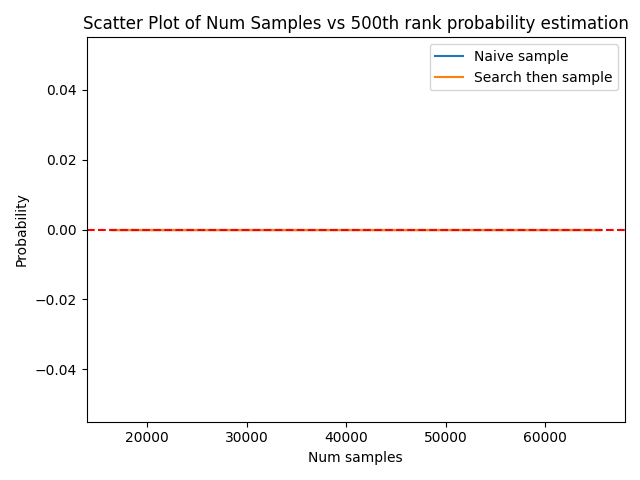 Scatter Plot of Num Samples vs 500th rank probability estimation
Naive sample
Search then sample
0.04
0.02
0.00
−0.02
−0.04
Probability
20000
30000
40000
50000
60000
Num samples